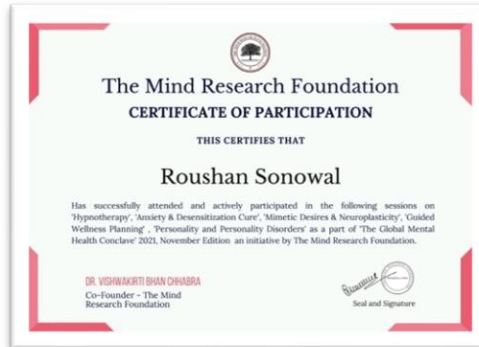 The Mind Research Foundation
CERTIFICATE OF PARTICIPATION
THIS CERTIFIES THAT
Roushan Sonowal
Has successfully attended and actively participated in the following sessions on
'Hypnotherapy', 'Anxiety & Desensitization Cure', 'Mimetic Desires & Neuroplasticity', 'Guided
Wellness Planning' , 'Personality and Personality Disorders' as a part of 'The Global Mental
Health Conclave' 2021, November Edition an initiative by The Mind Research Foundation.
DR. VISHWAKIRTI BHAN CHHABRA
Co-Founder - The Mind
Research Foundation
Seal and Signature